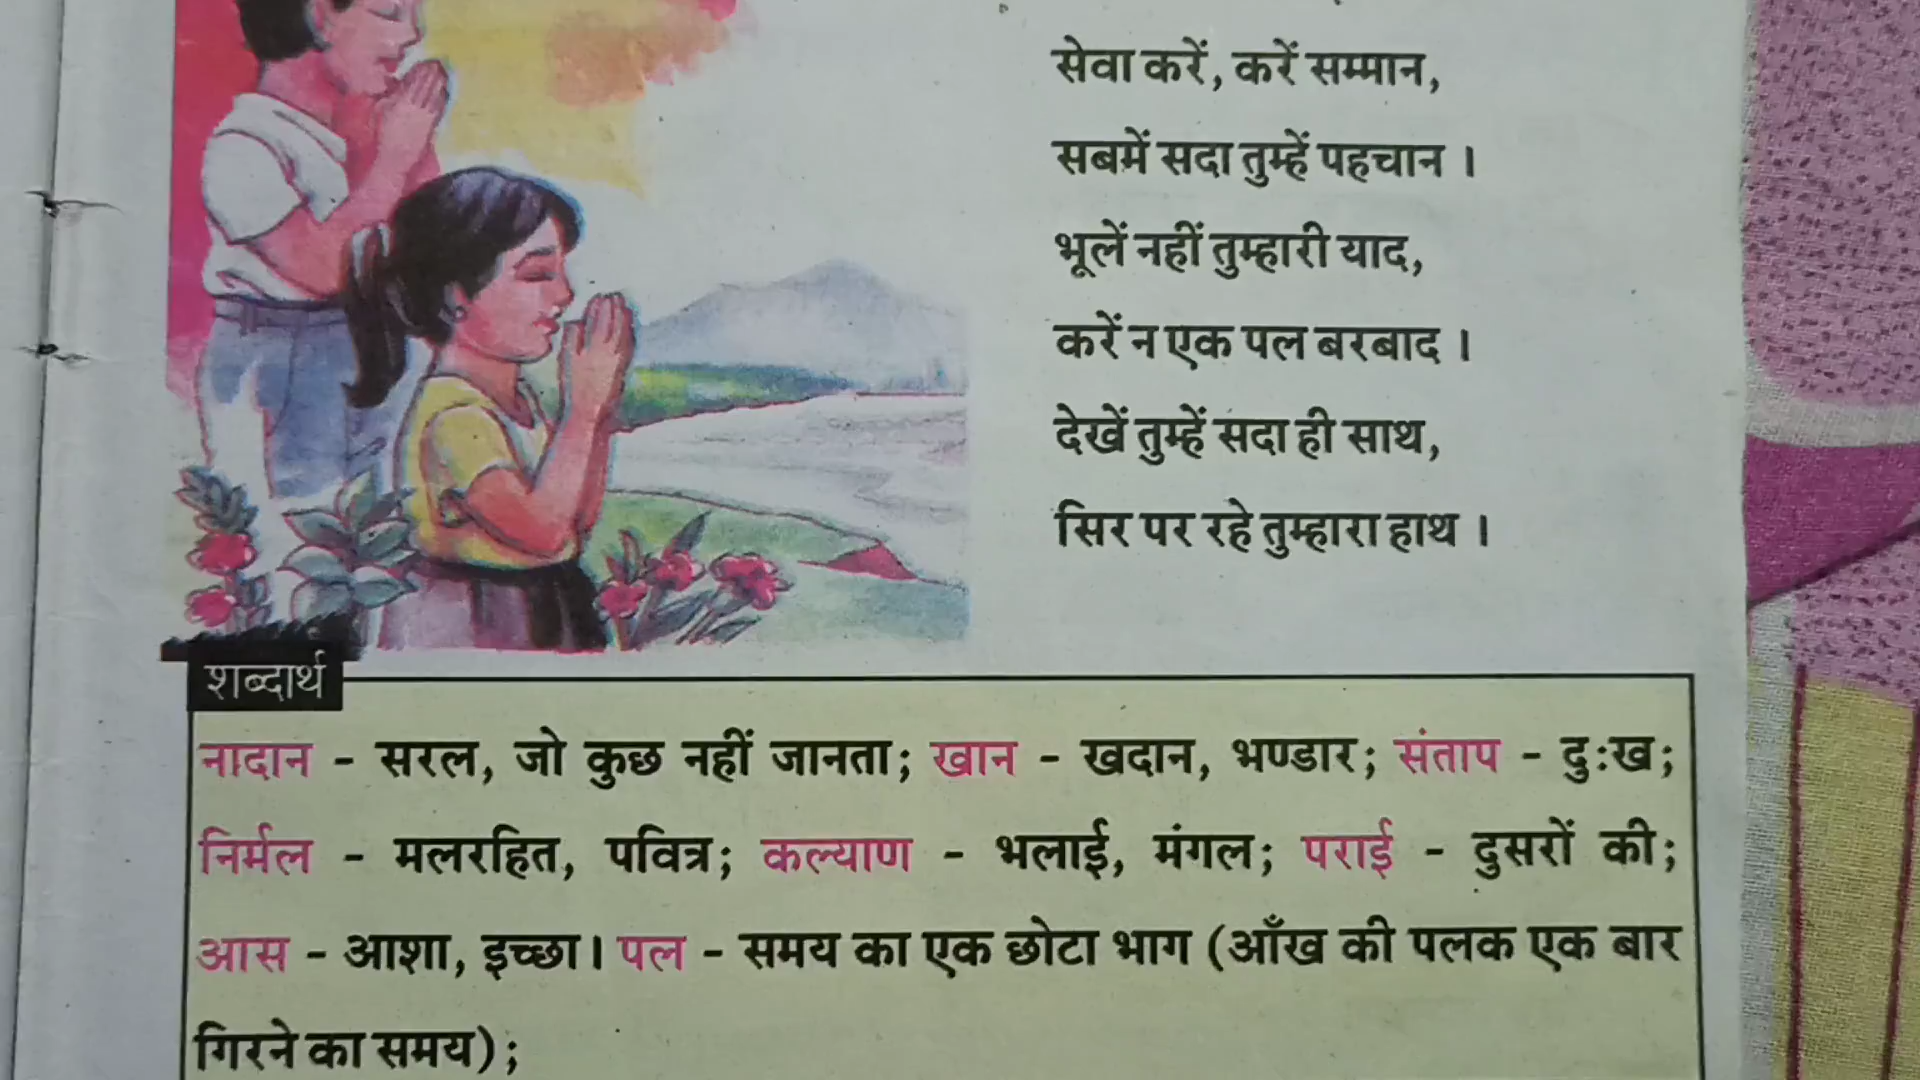 सेवा करें, करें सम्मान,
सबमें सदा तुम्हें पहचान ।
भूलें नहीं तुम्हारी याद,
करें न एक पल बरबाद ।
देखें तुम्हें सदा ही साथ,
सिर पर रहे तुम्हारा हाथ ।
शब्दार्थ
नादान - सरल, जो कुछ नहीं जानता; खान - खदान, भण्डार; संताप - दुःख;
निर्मल - मलरहित, पवित्र; कल्याण - भलाई, मंगल; पराई - दुसरों की;
आस - आशा, इच्छा। पल - समय का एक छोटा भाग (आँख की पलक एक बार
गिरने का समय);